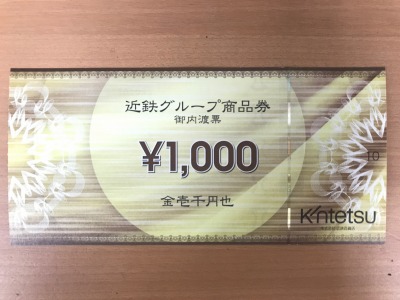 近鉄グループ商品券
御内渡票
¥1,000
金壱千円也
10
Kintetsu